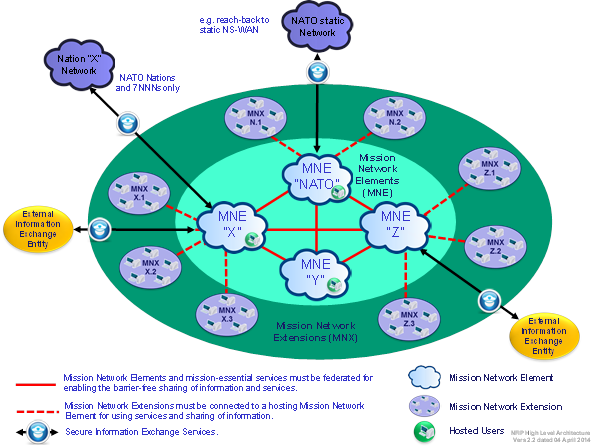 e.g. reach-back to
static NS-WAN
NATO static
Network
Nation "X"
Network
NATO Nations
and 7NNNs only
MNX
N.1
MNX
N.2
Mission
Network
Elements
(MNE)
MNE
"NATO"
MNX
X.1
MNX
Z.1
External
Information
Exchange
Entity
MNE
"X"
MNE
"Z"
MNX
X.2
MNX
Z.2
MNE
"Y"
MNX
X.3
MNX
Z.3
Mission Network
Extensions (MNX)
External
Information
Exchange
Entity
Mission Network Elements and mission-essential services must be federated for
enabling the barrier-free sharing of information and services.
Mission Network Element
Mission Network Extensions must be connected to a hosting Mission Network
Element for using services and sharing of information.
Mission Network Extension
Secure Information Exchange Services.
Hosted Users
NRP High Level Architecture
Vers 2.2 dated 04 April 2014